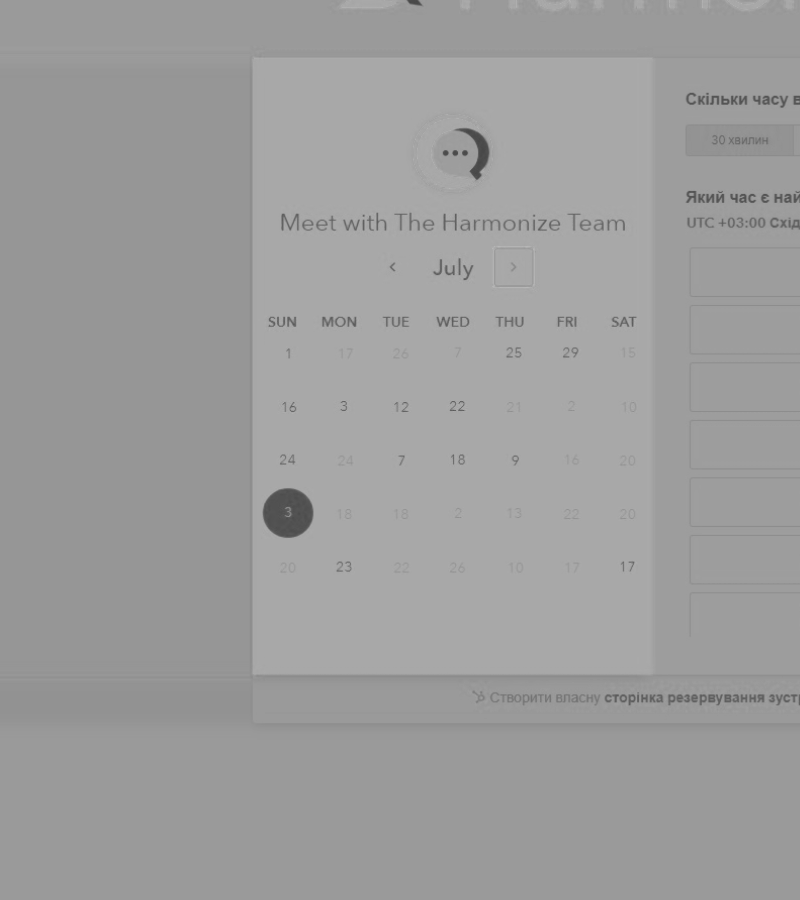 Meet with The Harmonize Team
July
SUN MON TUE WED THU FRI SAT
1 17 26 7 25 29 15
16 3 12 22 21 2 10
24 24 7 18 9 16 20
3 18 18 2 13 22 20
20 23 22 26 10 17 17
Скільки часу в
30 хвилин
Який час є най
UTC +03:00 Схід
Створити власну сторінка резервування зустр